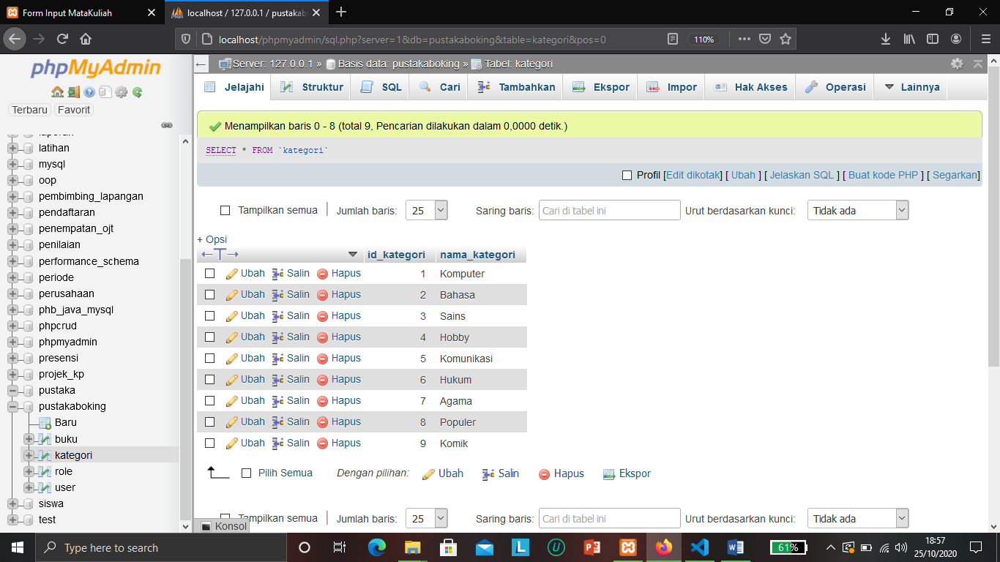 Form Input MataKuliah
localhost / 127.0.0.1 / pustakab
localhost/phpmyadmin/sql.php?server=1&db=pustakaboking&table=kategori&pos=0
110%
phpMyAdmin
Terbaru Favorit
laporan
latihan
mysql
oop
pembimbing_lapangan
pendaftaran
penempatan_ojt
penilaian
performance_schema
periode
perusahaan
phb_java_mysql
phpcrud
phpmyadmin
presensi
projek_kp
pustaka
pustakaboking
Baru
buku
kategori
role
user
siswa
test
Server: 127.0.0.1 » Basis data: pustakaboking » Tabel: kategori
Jelajahi Struktur SQL Cari Tambahkan Ekspor Impor Hak Akses Operasi Lainnya
Menampilkan baris 0 - 8 (total 9, Pencarian dilakukan dalam 0,0000 detik.)
SELECT * FROM `kategori`
Profil [Edit dikotak] [ Ubah ] [ Jelaskan SQL ] [ Buat kode PHP ] [ Segarkan]
Tampilkan semua Jumlah baris: 25 Saring baris: Cari di tabel ini Urut berdasarkan kunci: Tidak ada
+ Opsi
id_kategori nama_kategori
Ubah Salin Hapus 1 Komputer
Ubah Salin Hapus 2 Bahasa
Ubah Salin Hapus 3 Sains
Ubah Salin Hapus 4 Hobby
Ubah Salin Hapus 5 Komunikasi
Ubah Salin Hapus 6 Hukum
Ubah Salin Hapus 7 Agama
Ubah Salin Hapus 8 Populer
Ubah Salin Hapus 9 Komik
Pilih Semua Dengan pilihan: Ubah Salin Hapus Ekspor
Tampilkan semua Jumlah baris: 25 Saring baris: Cari di tabel ini Urut berdasarkan kunci: Tidak ada
Konsol
Type here to search
61%
18:57
25/10/2020